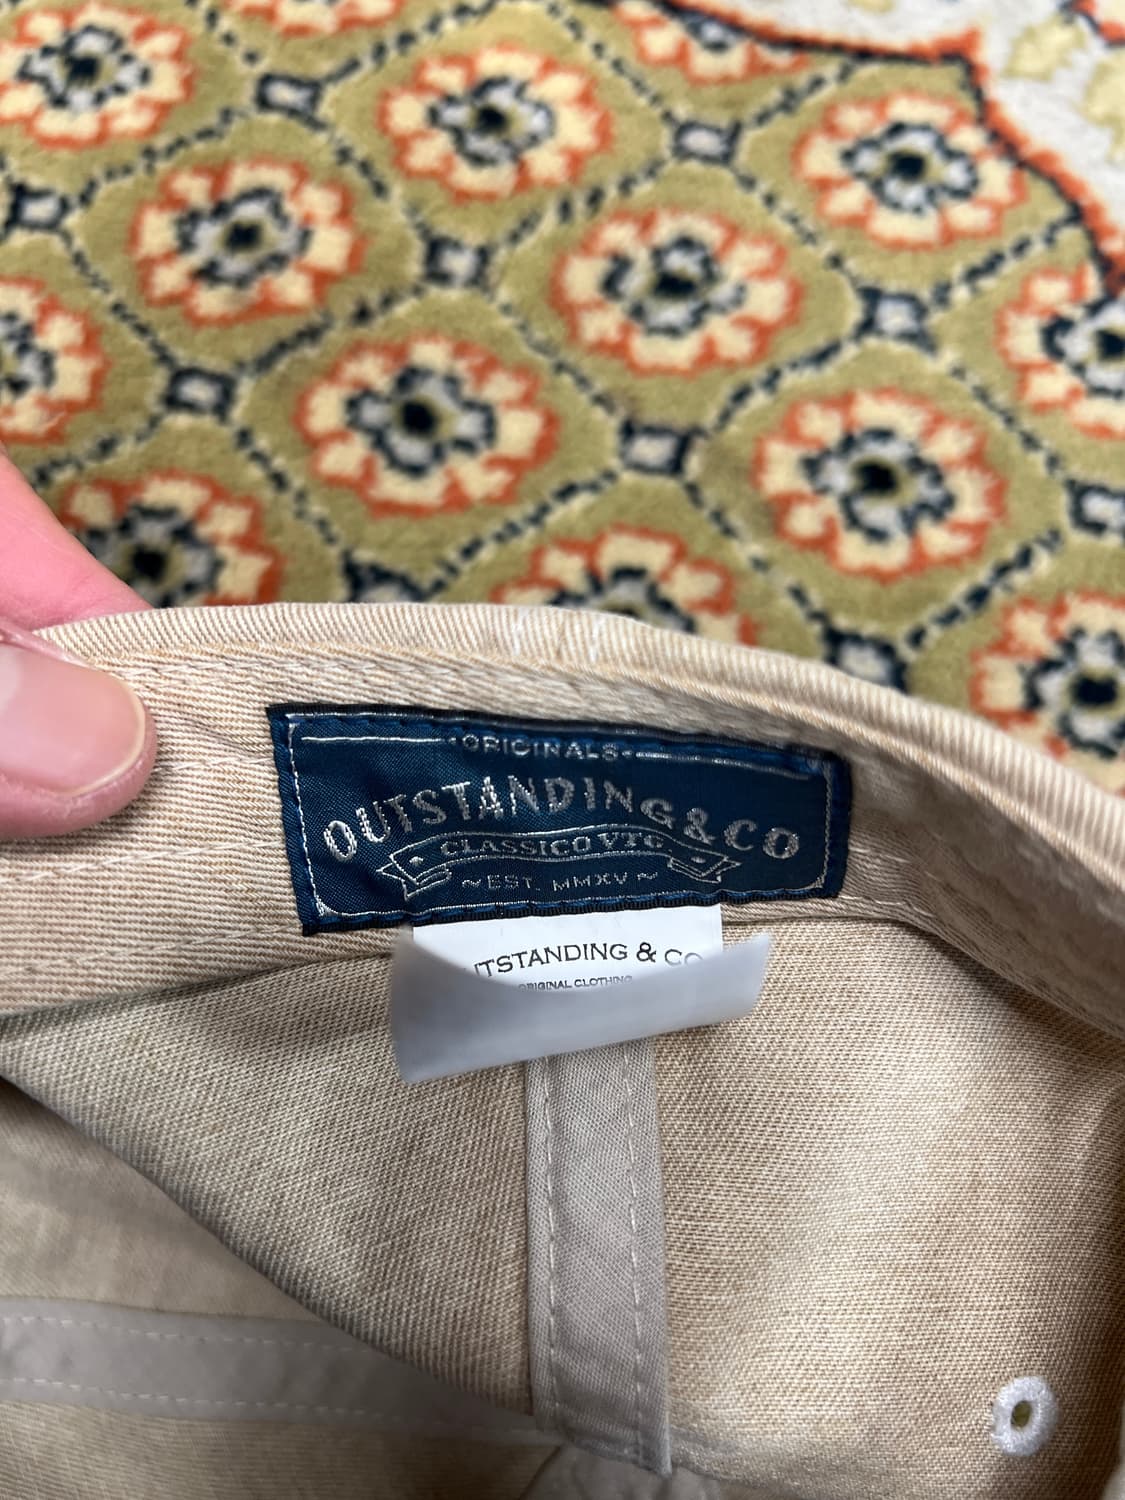 •ORIGINALS•
OUTSTANDING&CO
CLASSICO VTG
~EST. MMXV~
UTSTANDING & CO
ORIGINAL CLOTHING